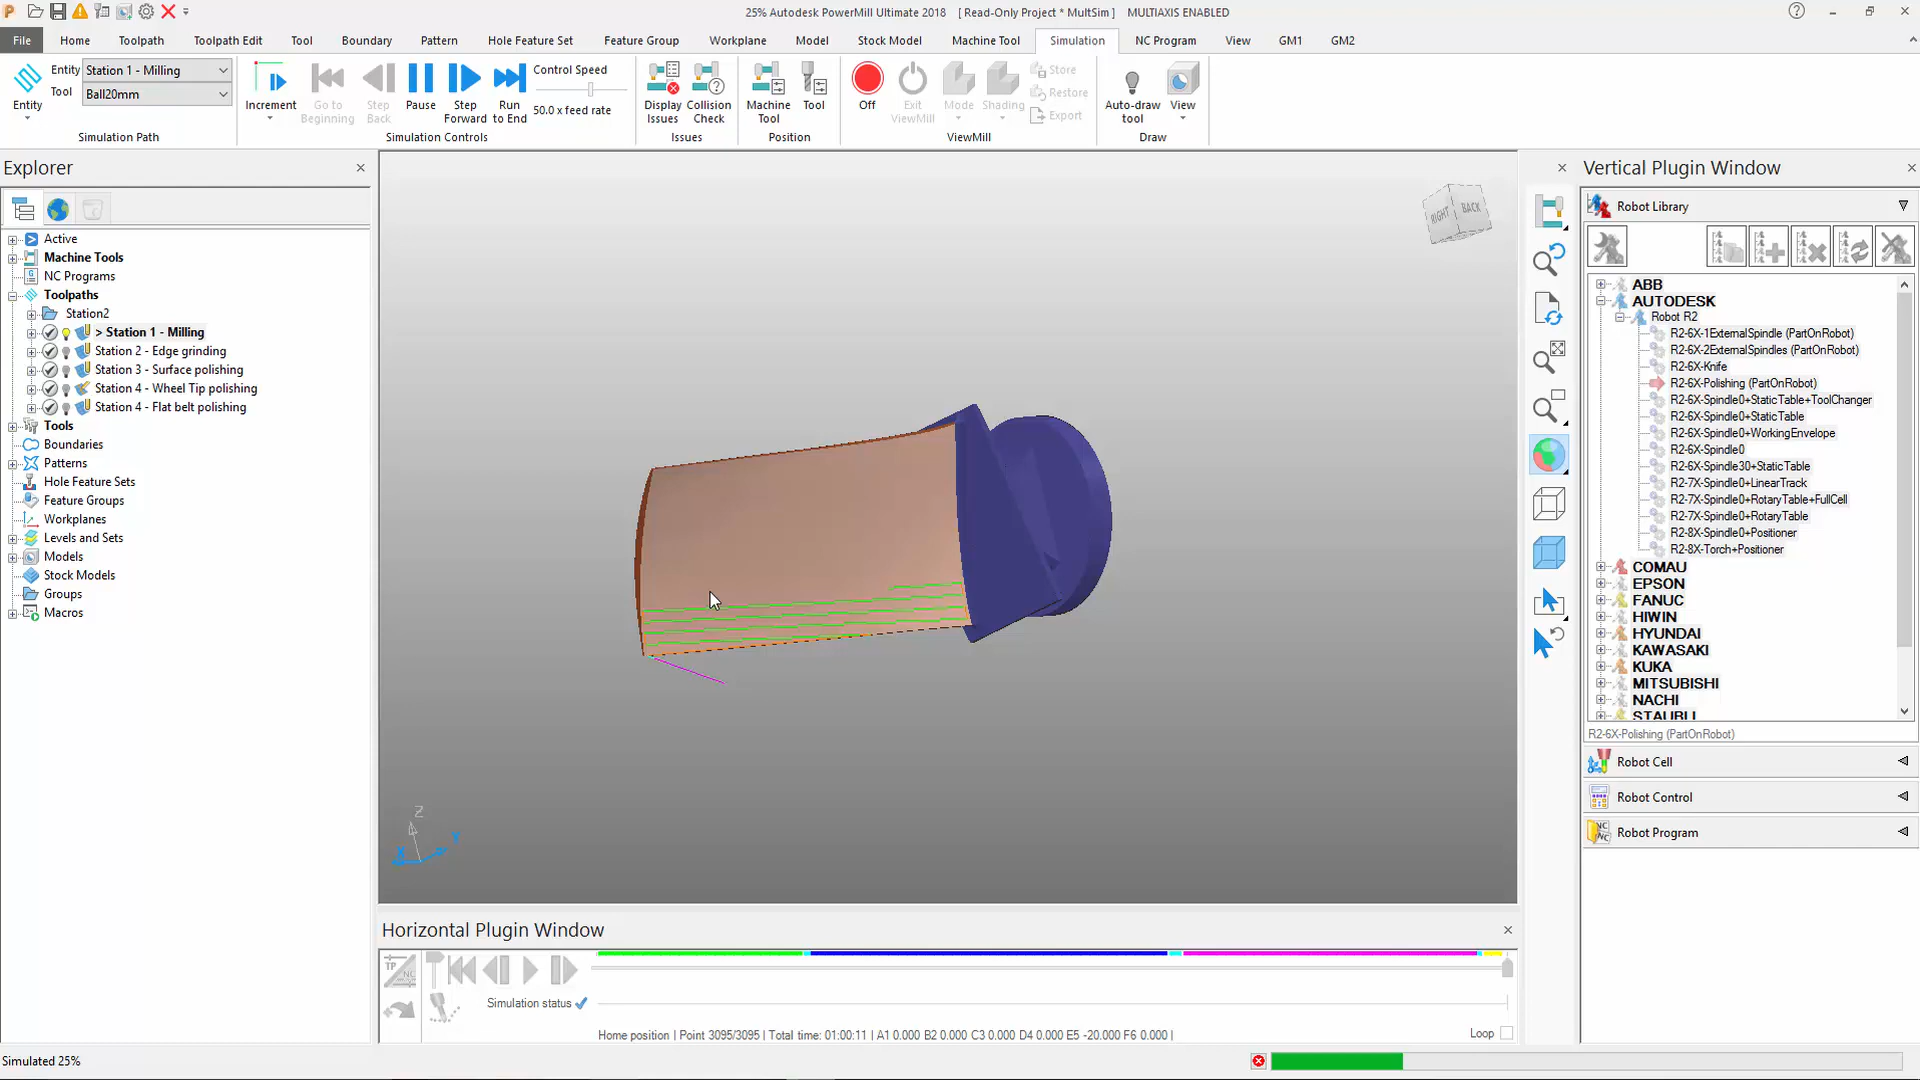 25% Autodesk PowerMill Ultimate 2018 [ Read-Only Project * MultSim ] MULTIAXIS ENABLED
File Home Toolpath Toolpath Edit Tool Boundary Pattern Hole Feature Set Feature Group Workplane Model Stock Model Machine Tool Simulation NC Program View GM1 GM2
Entity Station 1 - Milling
Tool Ball20mm
Entity
Simulation Path
Increment
Go to Beginning
Step Back
Pause
Step Forward
Run to End
Control Speed
50.0 x feed rate
Simulation Controls
Display Issues
Collision Check
Issues
Machine Tool
Tool
Position
Off
Exit ViewMill
Mode
Shading
Store
Restore
Export
ViewMill
Auto-draw tool
View
Draw
Explorer
Active
Machine Tools
NC Programs
Toolpaths
Station2
> Station 1 - Milling
Station 2 - Edge grinding
Station 3 - Surface polishing
Station 4 - Wheel Tip polishing
Station 4 - Flat belt polishing
Tools
Boundaries
Patterns
Hole Feature Sets
Feature Groups
Workplanes
Levels and Sets
Models
Stock Models
Groups
Macros
RIGHT BACK
Z
Y
X
Vertical Plugin Window
Robot Library
ABB
AUTODESK
Robot R2
R2-6X-1ExternalSpindle (PartOnRobot)
R2-6X-2ExternalSpindles (PartOnRobot)
R2-6X-Knife
R2-6X-Polishing (PartOnRobot)
R2-6X-Spindle0+StaticTable+ToolChanger
R2-6X-Spindle0+StaticTable
R2-6X-Spindle0+WorkingEnvelope
R2-6X-Spindle0
R2-6X-Spindle30+StaticTable
R2-7X-Spindle0+LinearTrack
R2-7X-Spindle0+RotaryTable+FullCell
R2-7X-Spindle0+RotaryTable
R2-8X-Spindle0+Positioner
R2-8X-Torch+Positioner
COMAU
EPSON
FANUC
HIWIN
HYUNDAI
KAWASAKI
KUKA
MITSUBISHI
NACHI
STAUBLI
R2-6X-Polishing (PartOnRobot)
Robot Cell
Robot Control
Robot Program
Horizontal Plugin Window
TP
NC
Simulation status
Home position | Point 3095/3095 | Total time: 01:00:11 | A1 0.000 B2 0.000 C3 0.000 D4 0.000 E5 -20.000 F6 0.000 |
Loop
Simulated 25%